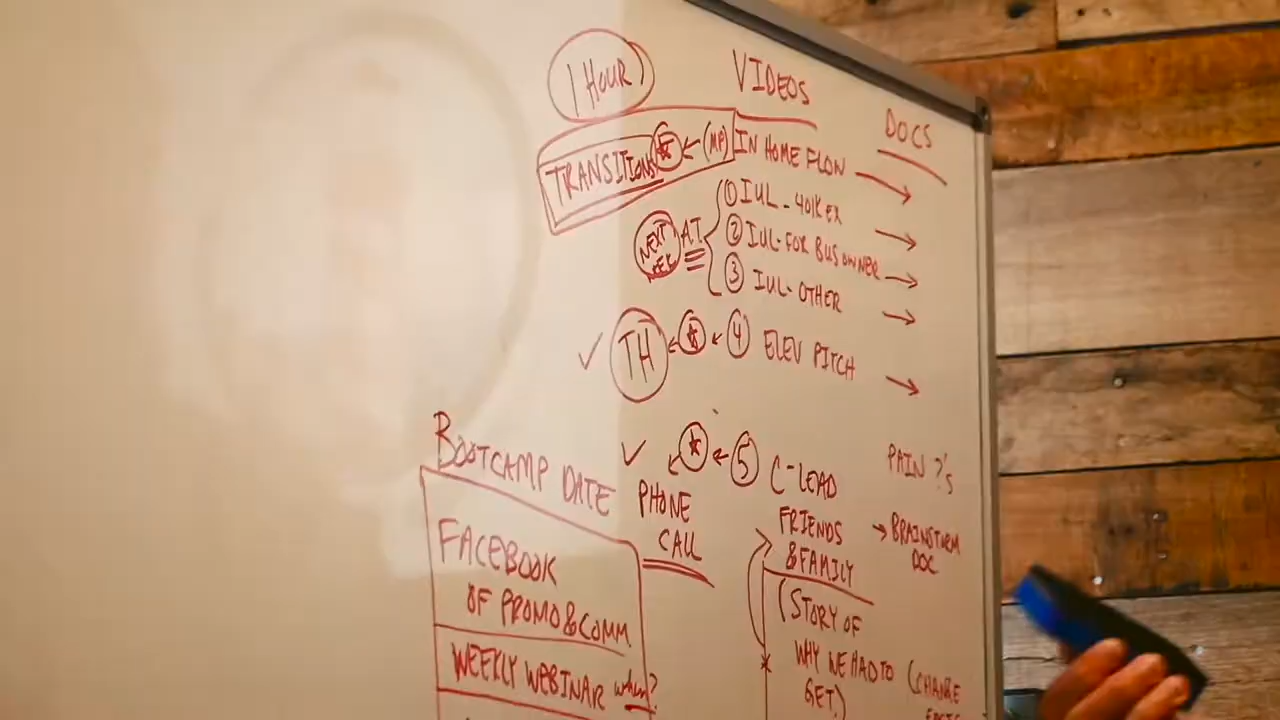 1 HOUR
VIDEOS
DOCS
TRANSITIONS ← (MP) IN HOME FLOW →
NEXT WEEK
A.T.
① IUL - 401K EX →
② IUL - FOR BUS OWNER →
③ IUL - OTHER →
✓ TH ← ← ④ ELEV PITCH →
✓ ← ⑤ C-LEAD
PAIN ?'s
PHONE
CALL
FRIENDS
& FAMILY
→ BRAINSTORM
DOC
(STORY OF
WHY WE HAD TO
GET)
(CHANGE
BOOTCAMP DATE
FACEBOOK
OF PROMO & COMM
WEEKLY WEBINAR when?